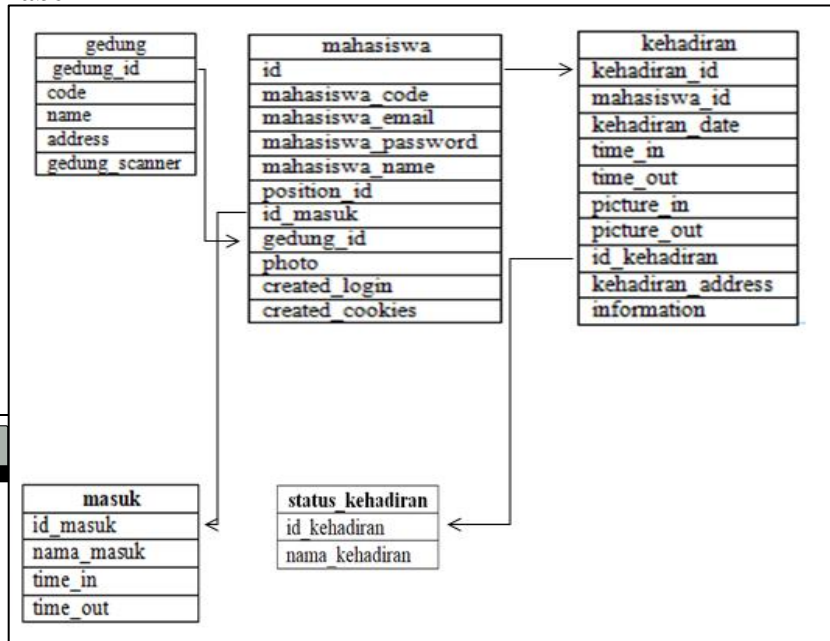 gedung
gedung_id
code
name
address
gedung_scanner
mahasiswa
id
mahasiswa_code
mahasiswa_email
mahasiswa_password
mahasiswa_name
position_id
id_masuk
gedung_id
photo
created_login
created_cookies
kehadiran
kehadiran_id
mahasiswa_id
kehadiran_date
time_in
time_out
picture_in
picture_out
id_kehadiran
kehadiran_address
information
masuk
id_masuk
nama_masuk
time_in
time_out
status_kehadiran
id_kehadiran
nama_kehadiran